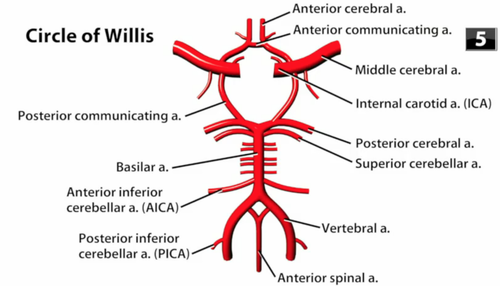 Anterior cerebral a.
Circle of Willis
Anterior communicating a.
5
Middle cerebral a.
Internal carotid a. (ICA)
Posterior communicating a.
Posterior cerebral a.
Superior cerebellar a.
Basilar a.
Anterior inferior
cerebellar a. (AICA)
Vertebral a.
Posterior inferior
cerebellar a. (PICA)
Anterior spinal a.